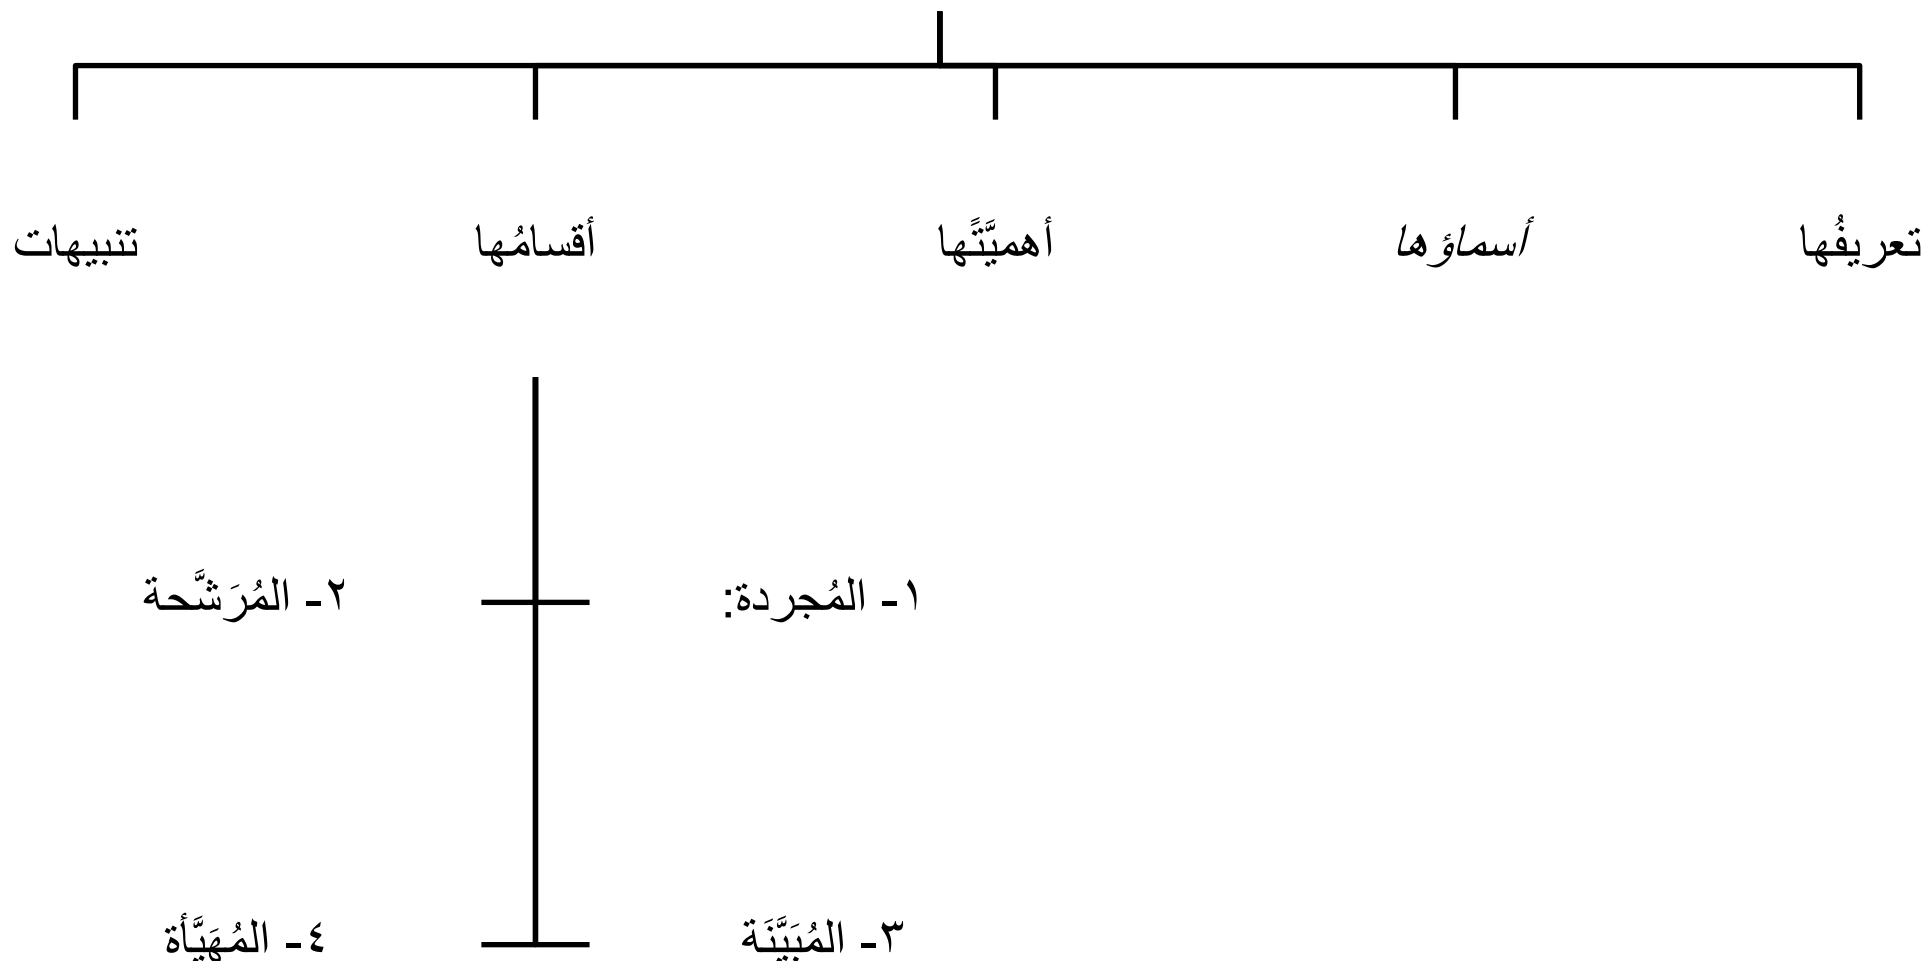 تعريفُها أسماؤها أهميَّتًها أقسامُها تنبيهات
١- المُجردة: ٢- المُرَشَّحة
٣- المُبَيَّنَة ٤- المُهَيَّأة